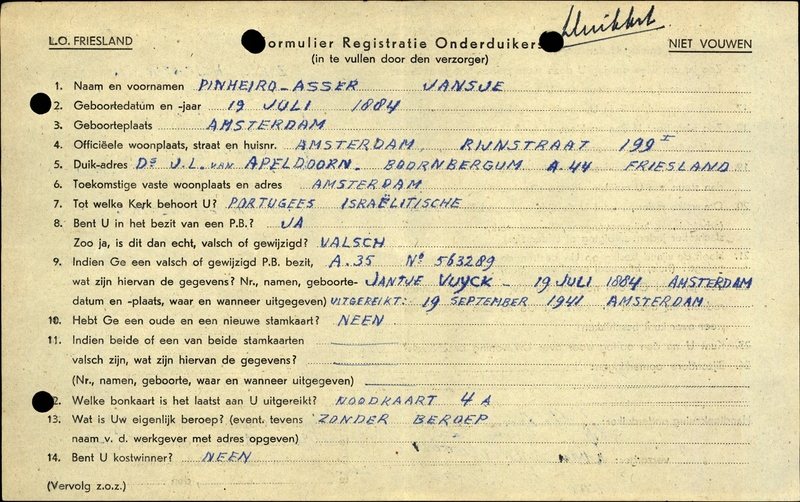 L.O. FRIESLAND
Formulier Registratie Onderduikers
NIET VOUWEN
(in te vullen door den verzorger)
1. Naam en voornamen PINHEIRO-ASSER JANSJE
2. Geboortedatum en -jaar 19 JULI 1884
3. Geboorteplaats AMSTERDAM
4. Officiëele woonplaats, straat en huisnr. AMSTERDAM, RIJNSTRAAT 199 I
5. Duik-adres Ds J.L. van APELDOORN. BOORNBERGUM A.44 FRIESLAND
6. Toekomstige vaste woonplaats en adres AMSTERDAM
7. Tot welke Kerk behoort U? PORTUGEES ISRAËLITISCHE
8. Bent U in het bezit van een P.B.? JA
Zoo ja, is dit dan echt, valsch of gewijzigd? VALSCH
9. Indien Ge een valsch of gewijzigd P.B. bezit, A.35 No 563289
wat zijn hiervan de gegevens? Nr., namen, geboorte- JANTJE VUYCK - 19 JULI 1884 AMSTERDAM
datum en -plaats, waar en wanneer uitgegeven) UITGEREIKT: 19 SEPTEMBER 1941 AMSTERDAM.
10. Hebt Ge een oude en een nieuwe stamkaart? NEEN
11. Indien beide of een van beide stamkaarten
valsch zijn, wat zijn hiervan de gegevens?
(Nr., namen, geboorte, waar en wanneer uitgegeven)
2. Welke bonkaart is het laatst aan U uitgereikt? NOODKAART 4A
13. Wat is Uw eigenlijk beroep? (event. tevens ZONDER BEROEP
naam v. d. werkgever met adres opgeven)
14. Bent U kostwinner? NEEN
(Vervolg z.o.z.)